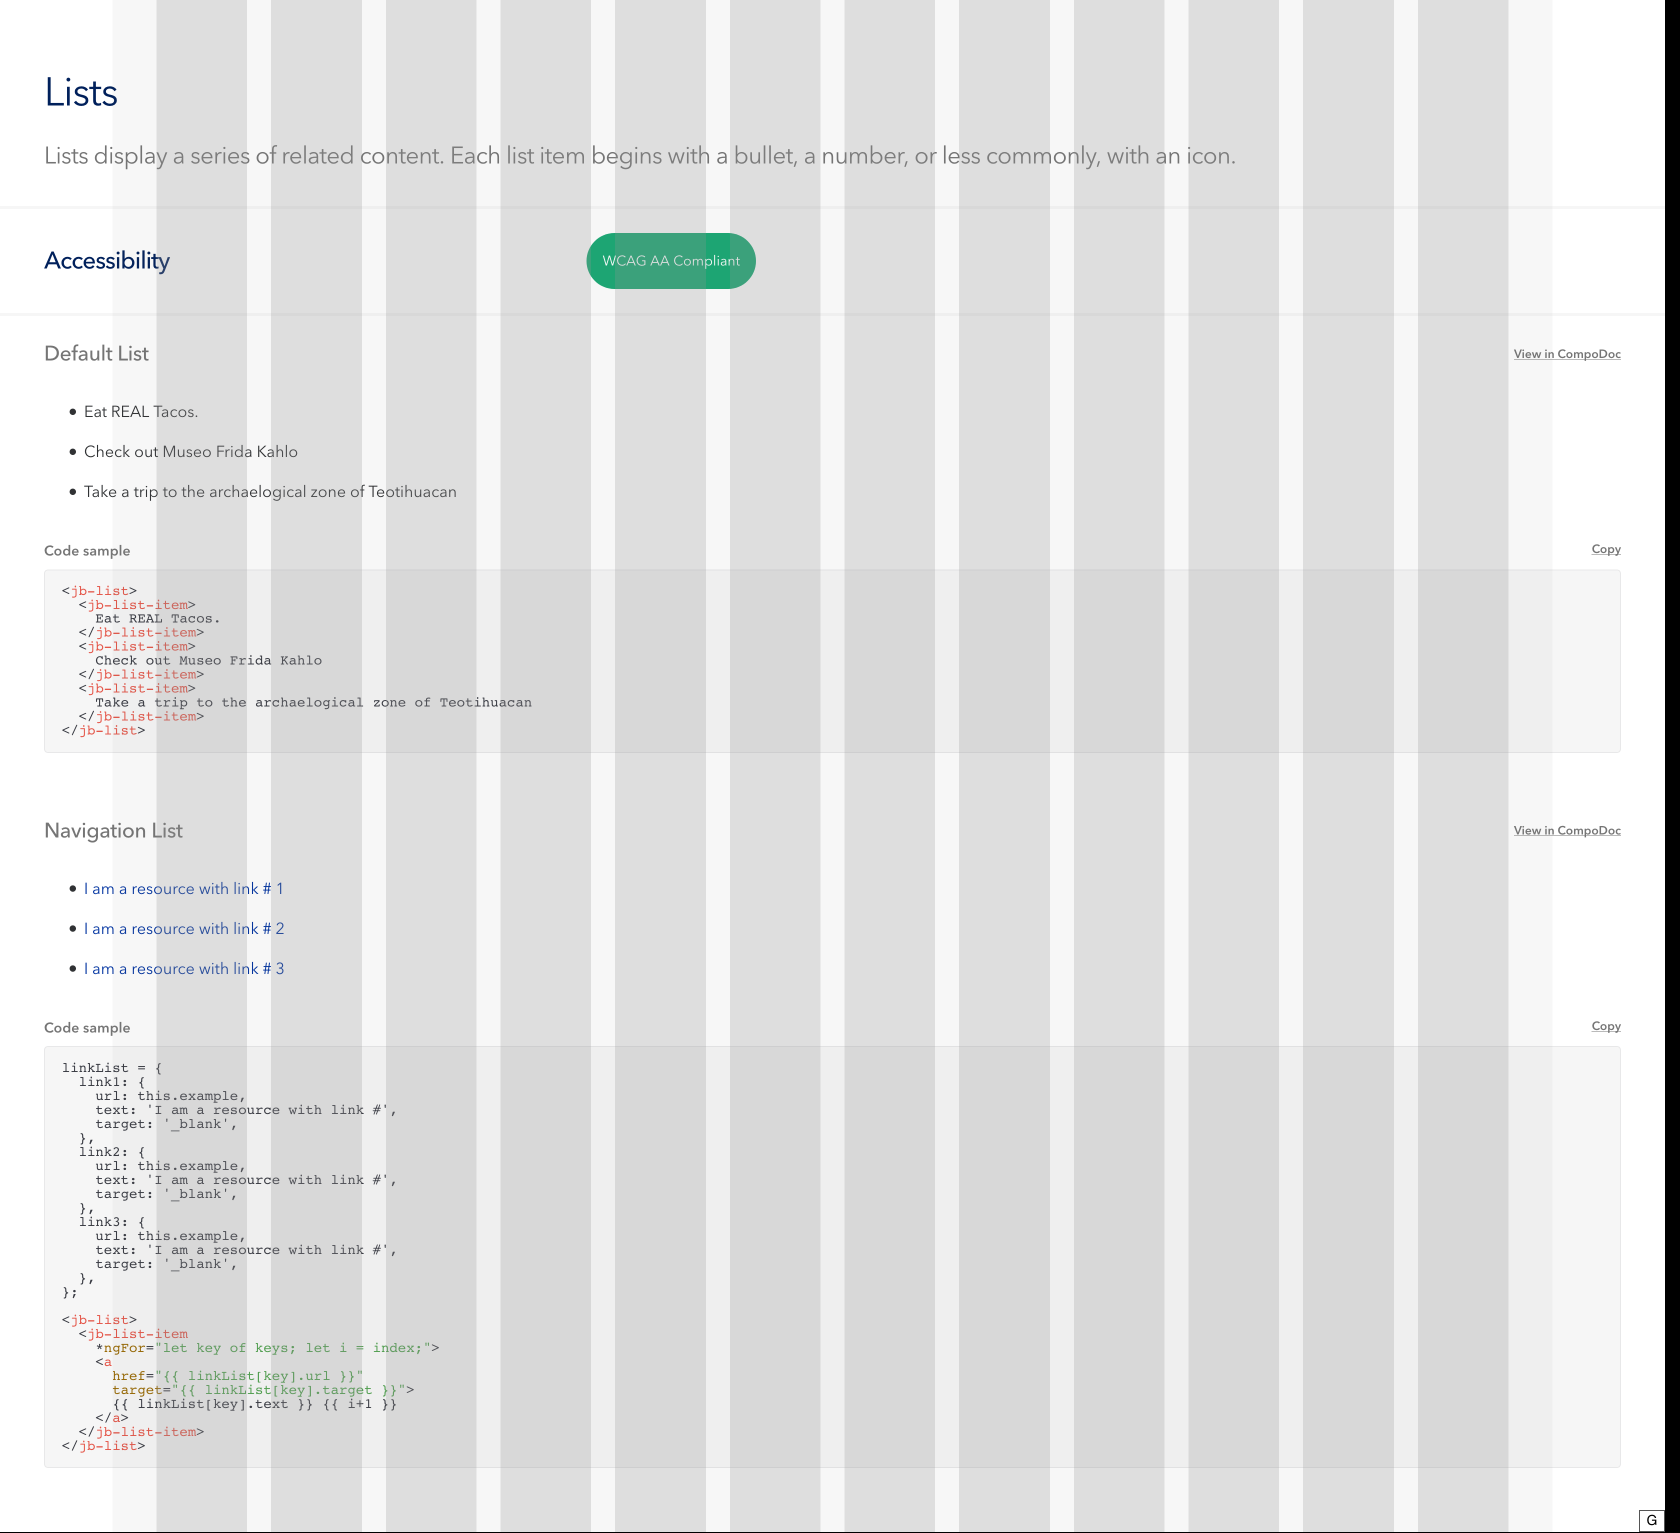 Lists
Lists display a series of related content. Each list item begins with a bullet, a number, or less commonly, with an icon.
Accessibility
WCAG AA Compliant
Default List
View in CompoDoc
• Eat REAL Tacos.
• Check out Museo Frida Kahlo
• Take a trip to the archaelogical zone of Teotihuacan
Code sample
Copy
<jb-list>
  <jb-list-item>
    Eat REAL Tacos.
  </jb-list-item>
  <jb-list-item>
    Check out Museo Frida Kahlo
  </jb-list-item>
  <jb-list-item>
    Take a trip to the archaelogical zone of Teotihuacan
  </jb-list-item>
</jb-list>
Navigation List
View in CompoDoc
• I am a resource with link # 1
• I am a resource with link # 2
• I am a resource with link # 3
Code sample
Copy
linkList = {
  link1: {
    url: this.example,
    text: 'I am a resource with link #',
    target: '_blank',
  },
  link2: {
    url: this.example,
    text: 'I am a resource with link #',
    target: '_blank',
  },
  link3: {
    url: this.example,
    text: 'I am a resource with link #',
    target: '_blank',
  },
};
<jb-list>
  <jb-list-item
    *ngFor="let key of keys; let i = index;">
    <a
      href="{{ linkList[key].url }}"
      target="{{ linkList[key].target }}">
      {{ linkList[key].text }} {{ i+1 }}
    </a>
  </jb-list-item>
</jb-list>
G